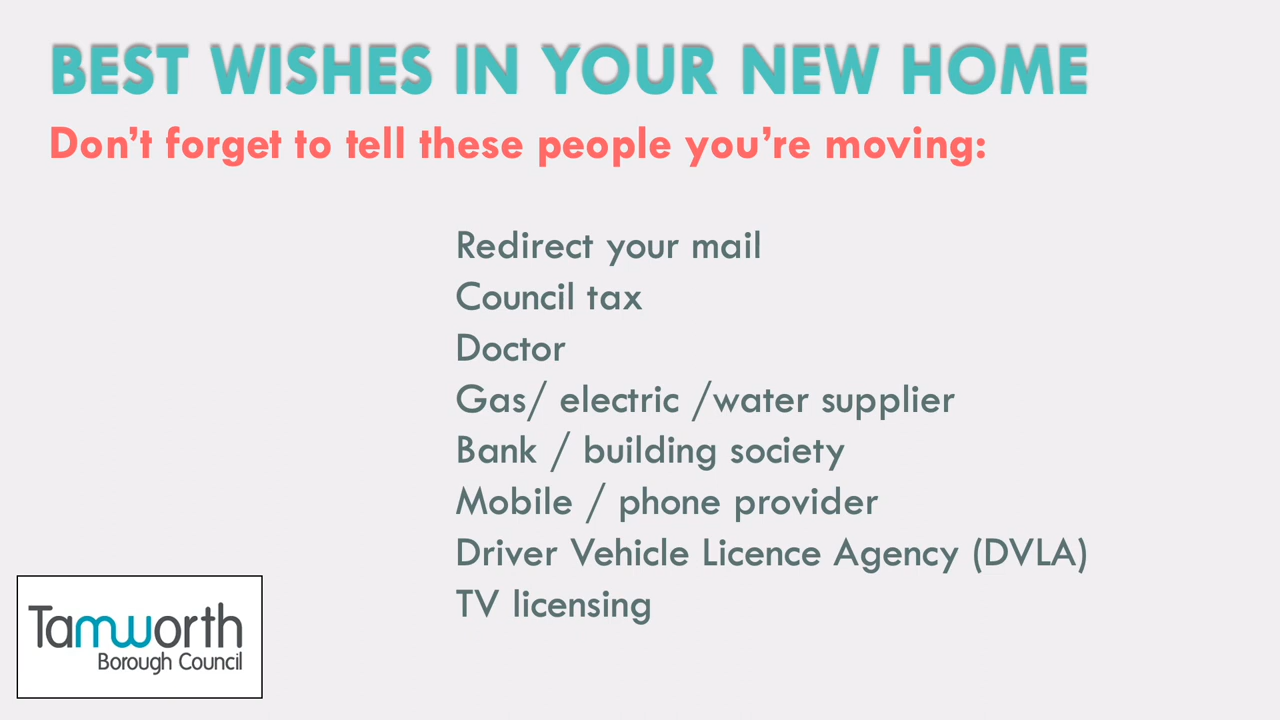 BEST WISHES IN YOUR NEW HOME
Don’t forget to tell these people you’re moving:
Redirect your mail
Council tax
Doctor
Gas/ electric /water supplier
Bank / building society
Mobile / phone provider
Driver Vehicle Licence Agency (DVLA)
TV licensing
Tamworth
Borough Council